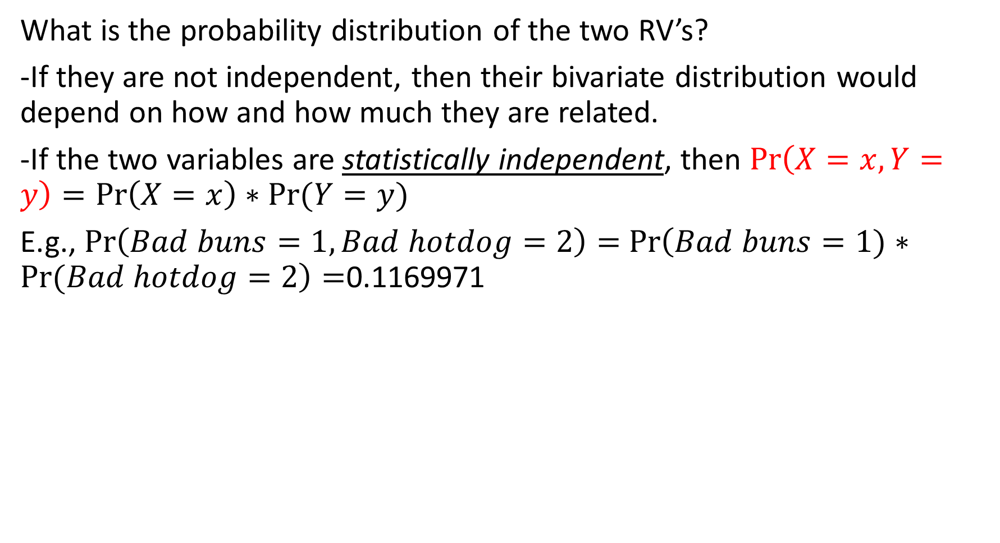 What is the probability distribution of the two RV’s?
-If they are not independent, then their bivariate distribution would
depend on how and how much they are related.
-If the two variables are statistically independent, then Pr(X = x, Y =
y) = Pr(X = x) ∗ Pr(Y = y)
E.g., Pr(Bad buns = 1, Bad hotdog = 2) = Pr(Bad buns = 1) ∗
Pr(Bad hotdog = 2) =0.1169971